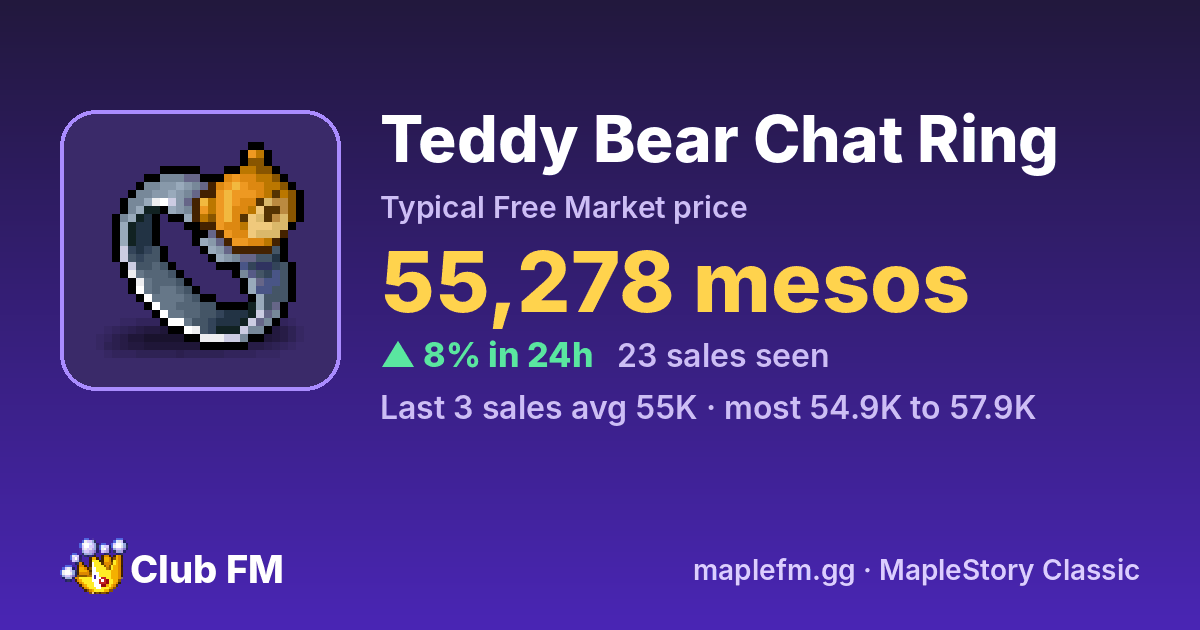 Teddy Bear Chat Ring
Typical Free Market price
55,278 mesos
▲ 8% in 24h 23 sales seen
Last 3 sales avg 55K · most 54.9K to 57.9K
Club FM
maplefm.gg · MapleStory Classic